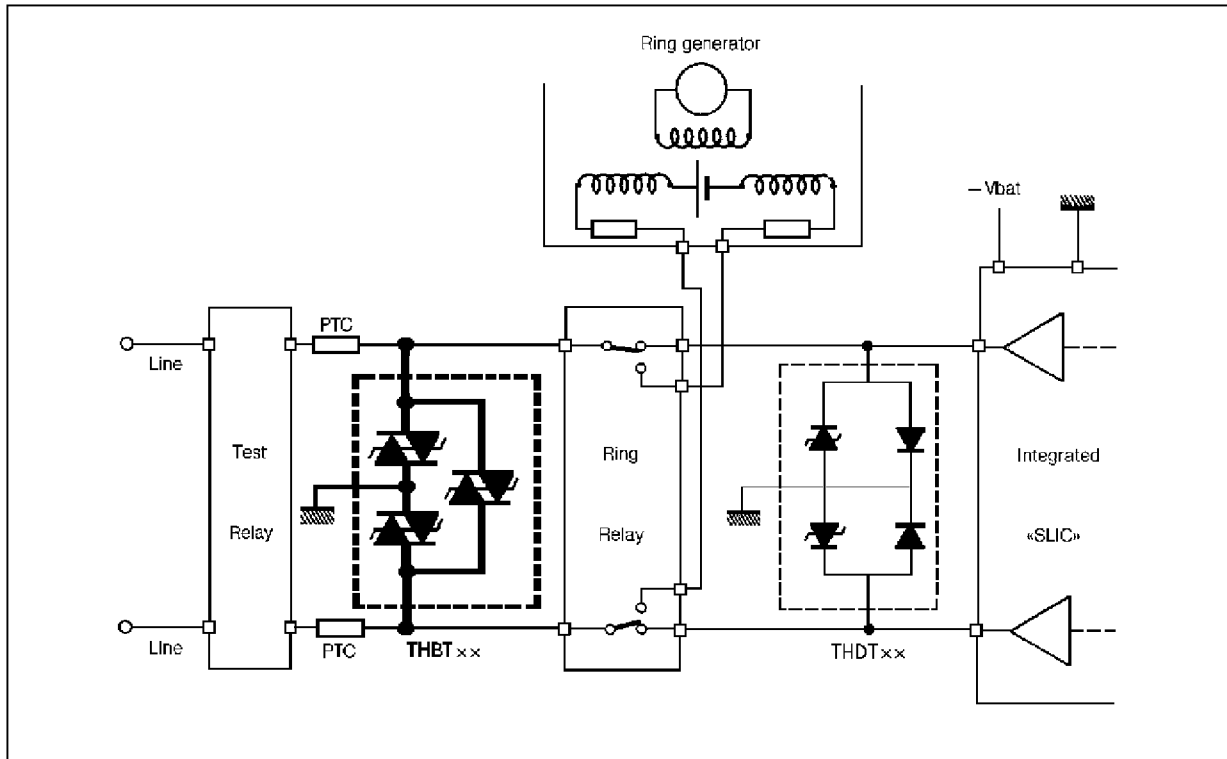 Ring generator
– Vbat
PTC
Line
Test
Relay
Ring
Relay
Integrated
«SLIC»
Line
PTC
THBT ××
THDT ××